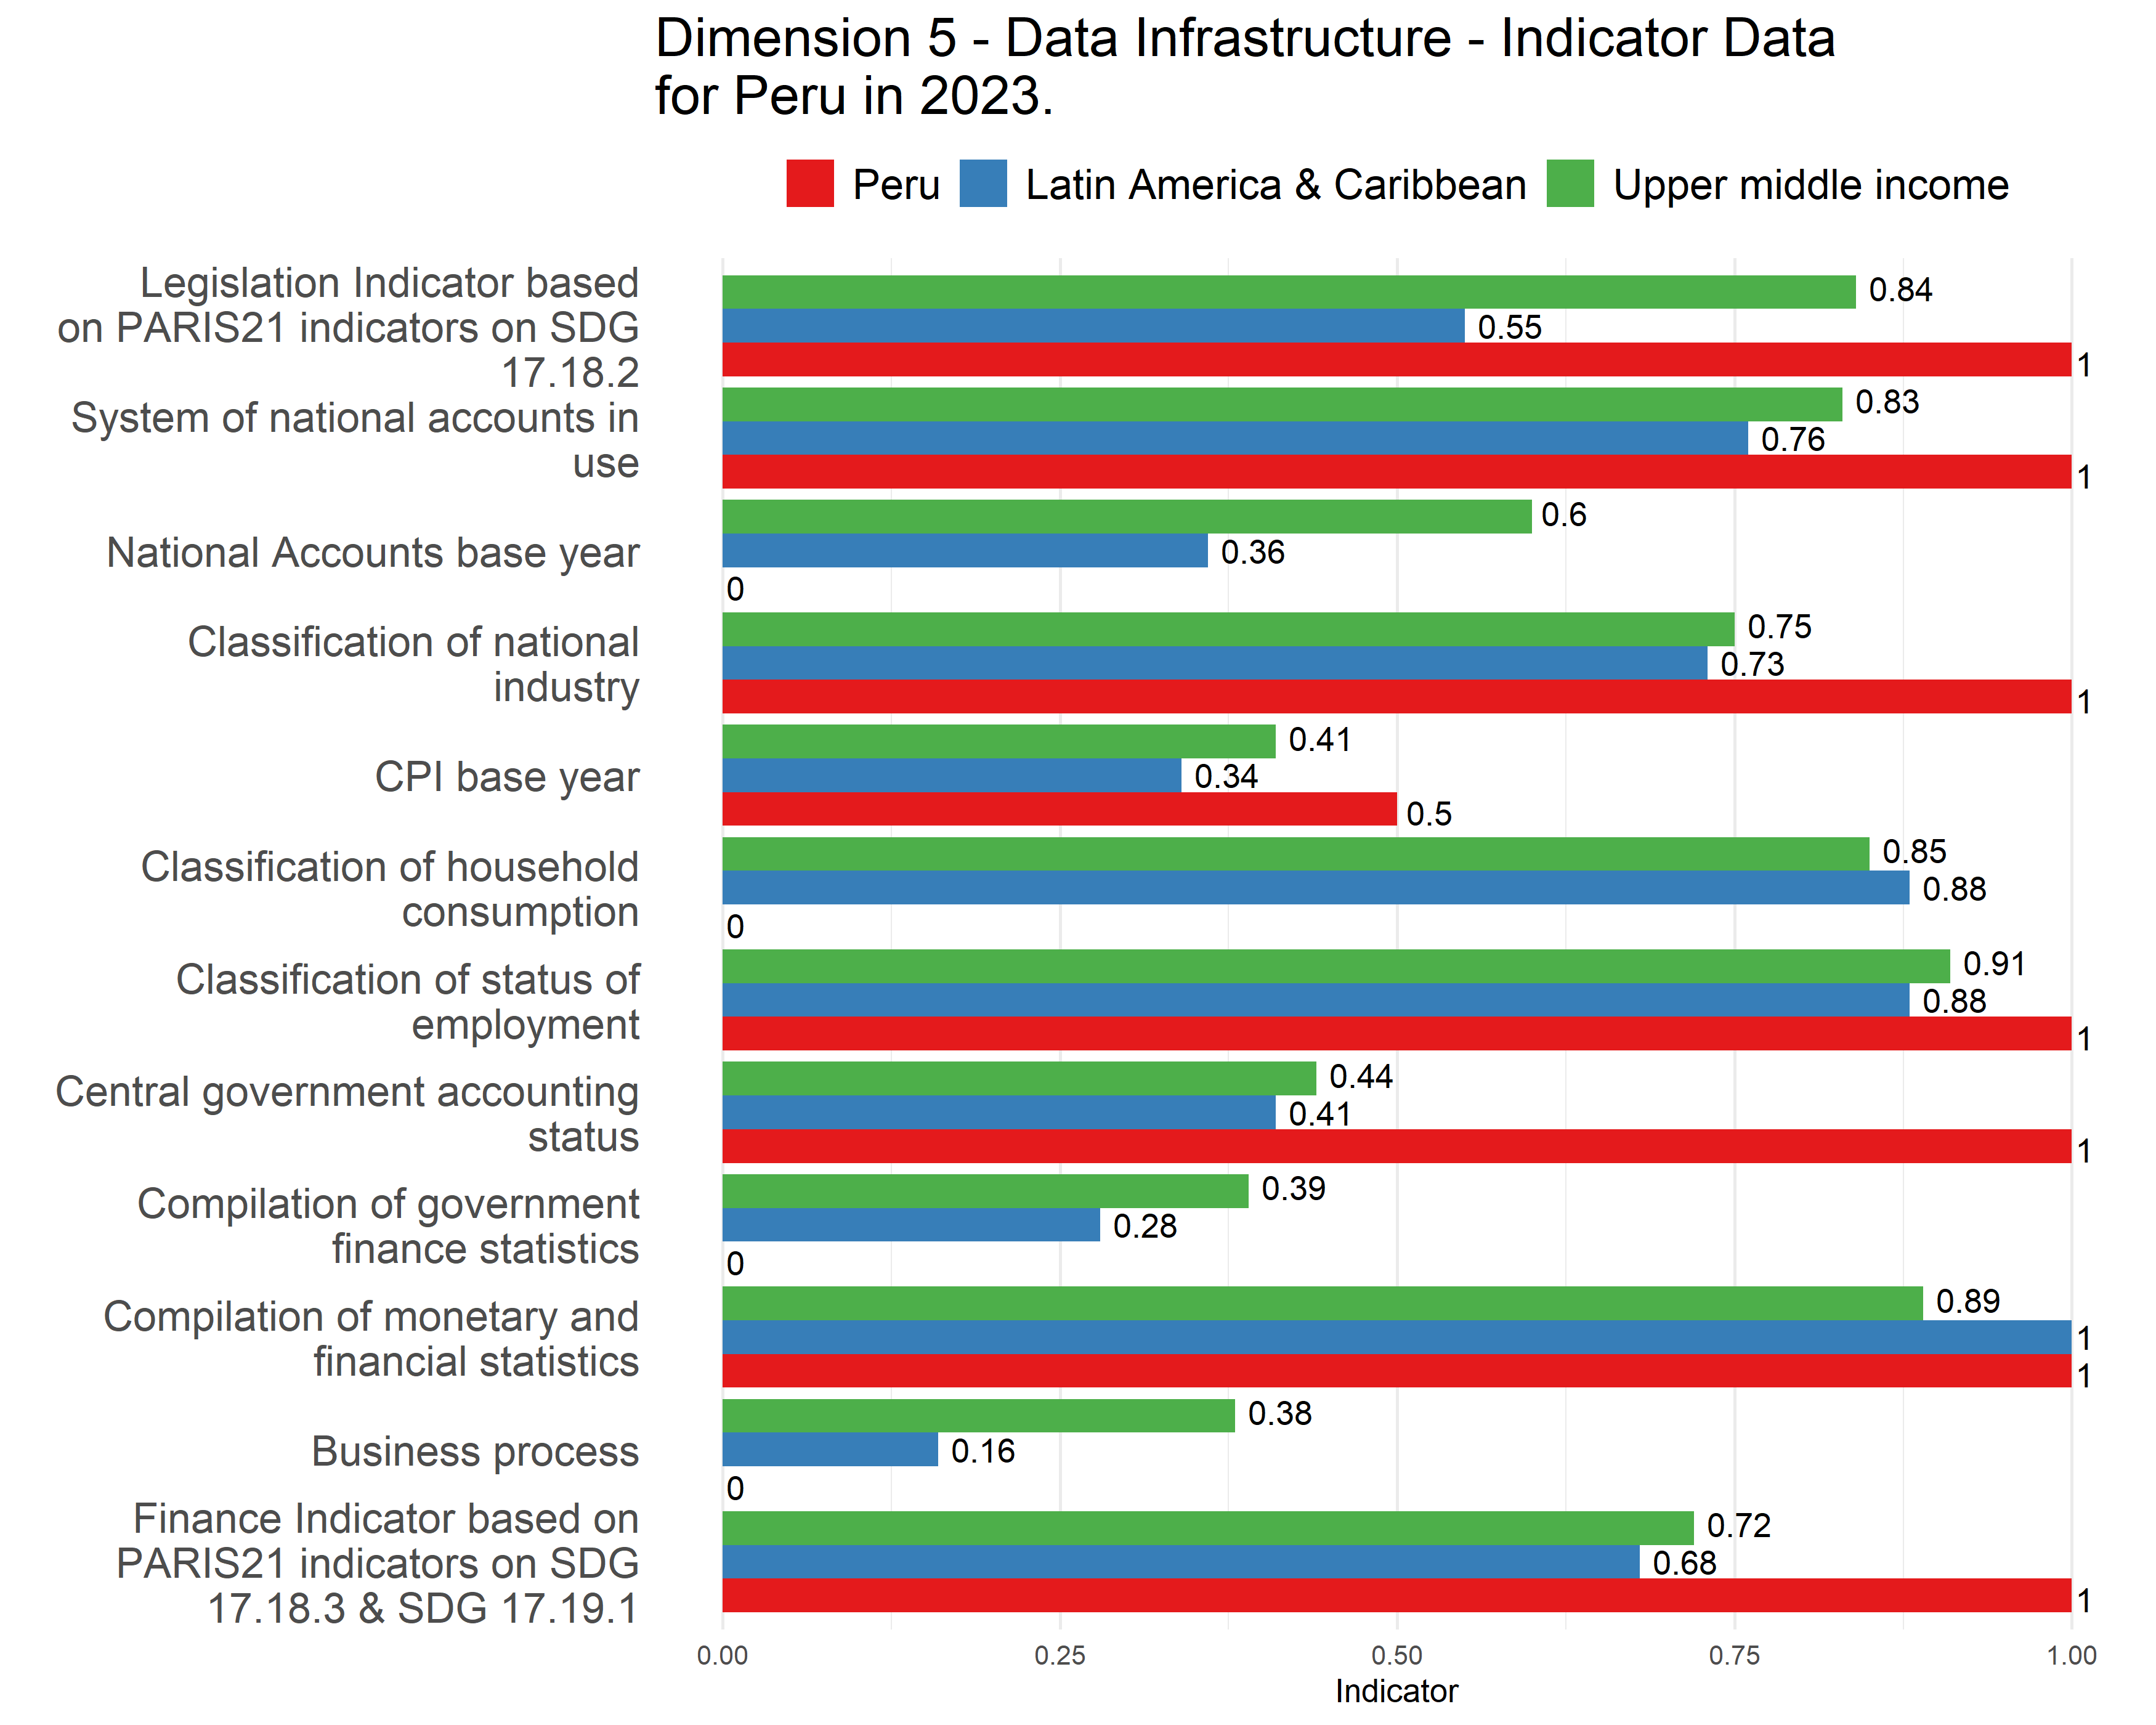 Dimension 5 - Data Infrastructure - Indicator Data
for Peru in 2023.
Peru Latin America & Caribbean Upper middle income
Legislation Indicator based
on PARIS21 indicators on SDG
17.18.2
0.84
0.55
1
System of national accounts in
use
0.83
0.76
1
National Accounts base year
0.6
0.36
0
Classification of national
industry
0.75
0.73
1
CPI base year
0.41
0.34
0.5
Classification of household
consumption
0.85
0.88
0
Classification of status of
employment
0.91
0.88
1
Central government accounting
status
0.44
0.41
1
Compilation of government
finance statistics
0.39
0.28
0
Compilation of monetary and
financial statistics
0.89
1
1
Business process
0.38
0.16
0
Finance Indicator based on
PARIS21 indicators on SDG
17.18.3 & SDG 17.19.1
0.72
0.68
1
0.00 0.25 0.50 0.75 1.00
Indicator